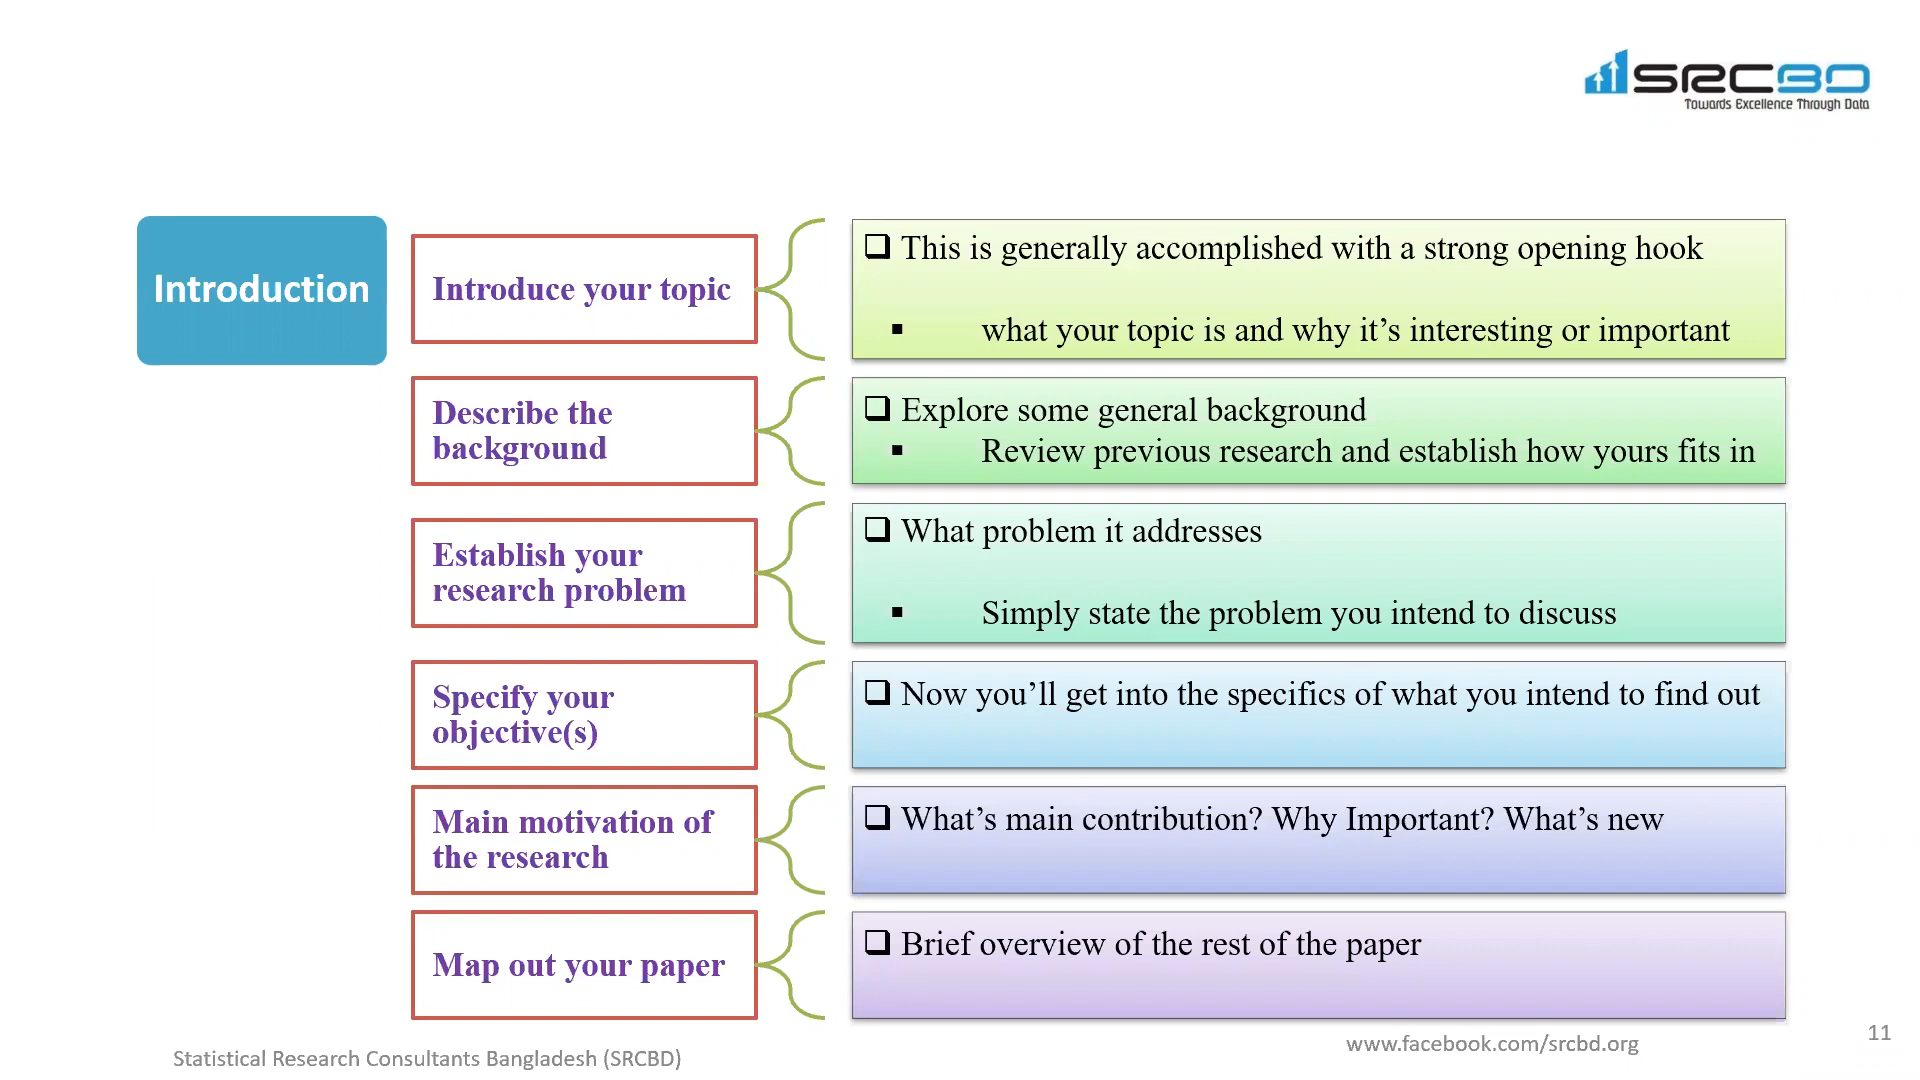 SRCBD
Towards Excellence Through Data
Introduction
Introduce your topic
❑ This is generally accomplished with a strong opening hook
▪ what your topic is and why it’s interesting or important
Describe the
background
❑ Explore some general background
▪ Review previous research and establish how yours fits in
Establish your
research problem
❑ What problem it addresses
▪ Simply state the problem you intend to discuss
Specify your
objective(s)
❑ Now you’ll get into the specifics of what you intend to find out
Main motivation of
the research
❑ What’s main contribution? Why Important? What’s new
Map out your paper
❑ Brief overview of the rest of the paper
Statistical Research Consultants Bangladesh (SRCBD)
www.facebook.com/srcbd.org
11